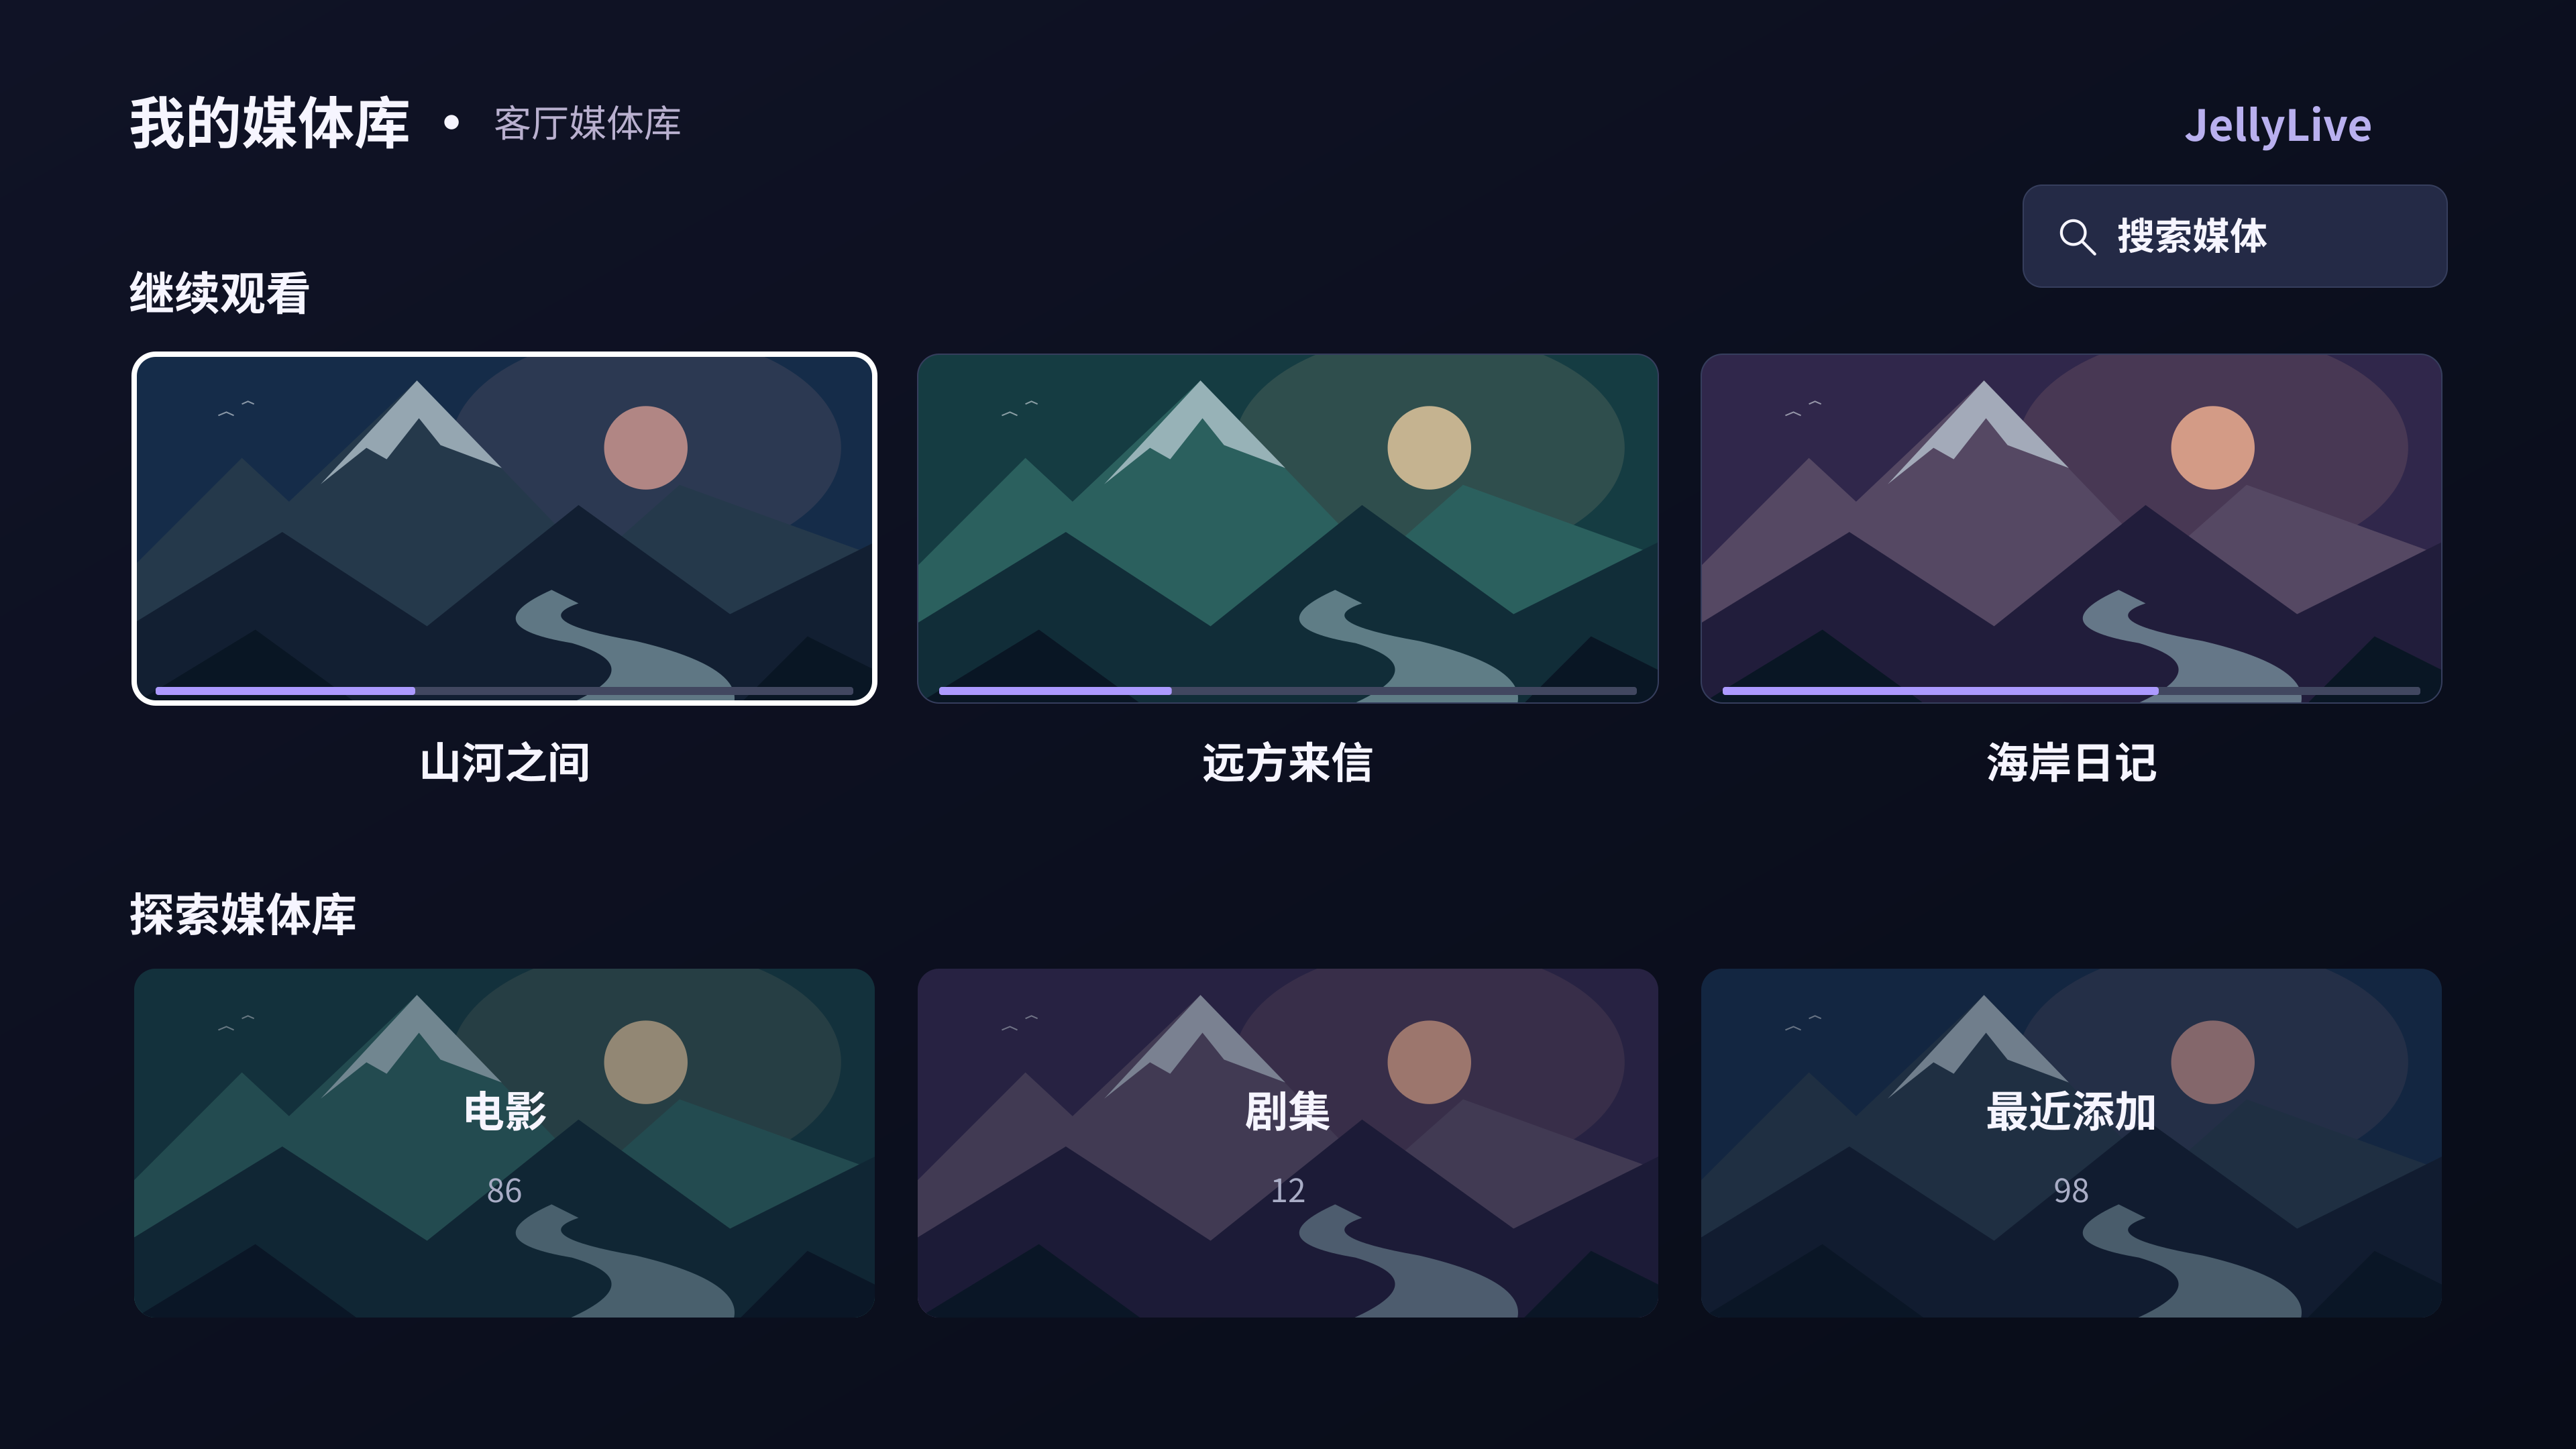 我的媒体库 • 客厅媒体库
JellyLive
搜索媒体
继续观看
山河之间
远方来信
海岸日记
探索媒体库
电影
86
剧集
12
最近添加
98